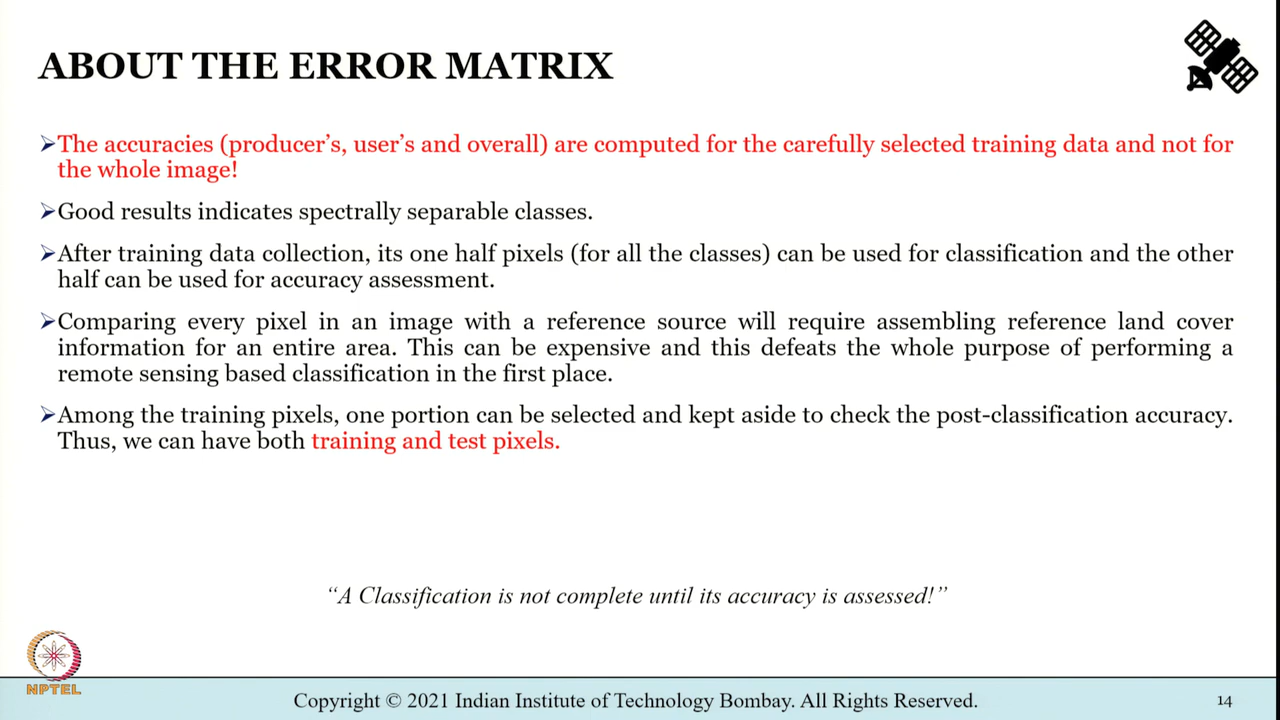 ABOUT THE ERROR MATRIX
➢The accuracies (producer's, user's and overall) are computed for the carefully selected training data and not for
the whole image!
➢Good results indicates spectrally separable classes.
➢After training data collection, its one half pixels (for all the classes) can be used for classification and the other
half can be used for accuracy assessment.
➢Comparing every pixel in an image with a reference source will require assembling reference land cover
information for an entire area. This can be expensive and this defeats the whole purpose of performing a
remote sensing based classification in the first place.
➢Among the training pixels, one portion can be selected and kept aside to check the post-classification accuracy.
Thus, we can have both training and test pixels.
“A Classification is not complete until its accuracy is assessed!”
NPTEL
Copyright © 2021 Indian Institute of Technology Bombay. All Rights Reserved.
14